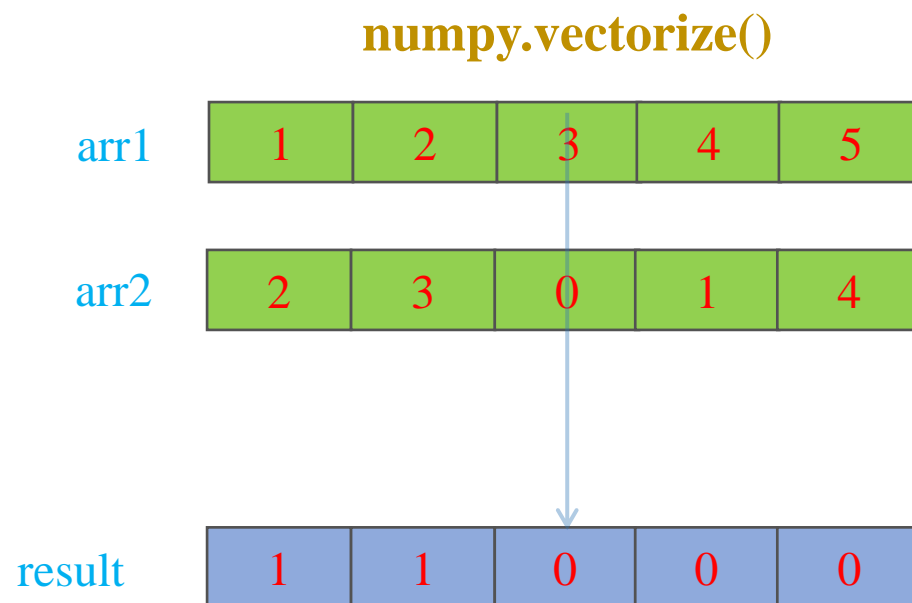 numpy.vectorize()
arr1 1 2 3 4 5
arr2 2 3 0 1 4
result 1 1 0 0 0